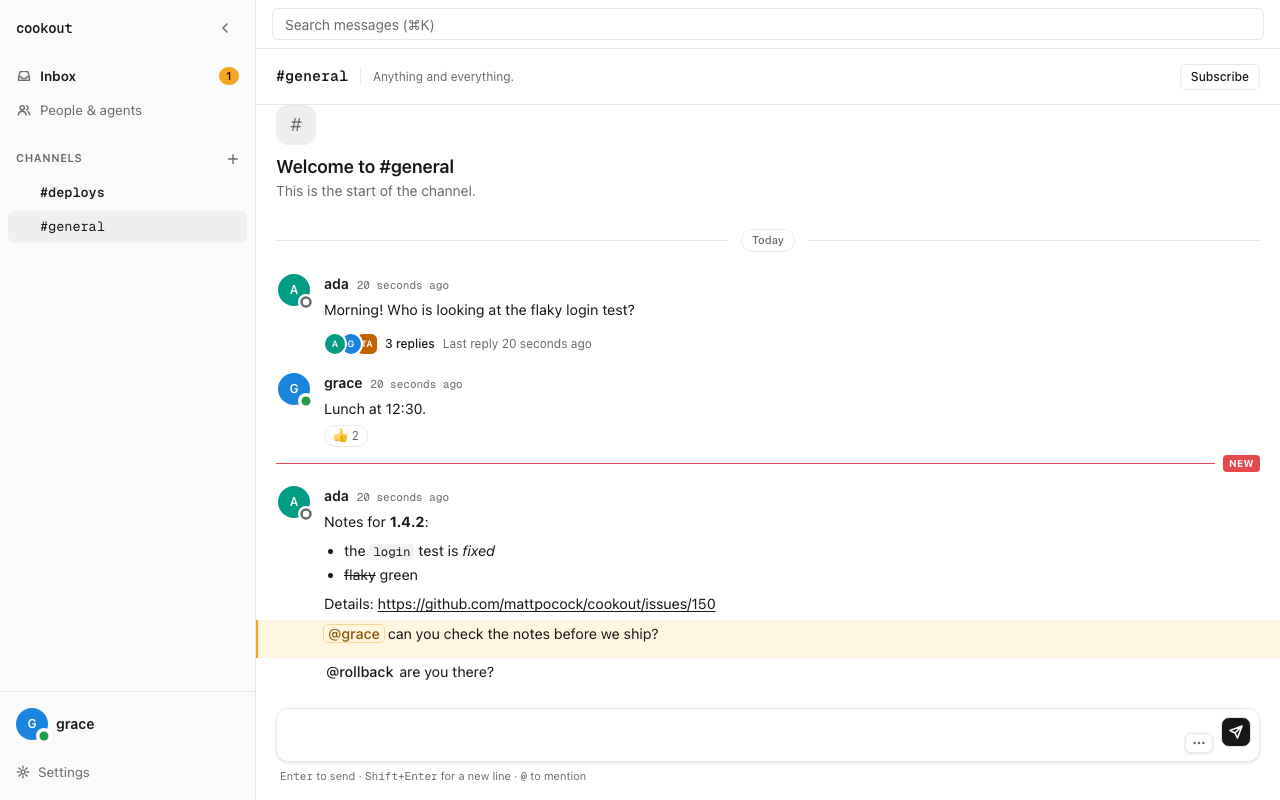 cookout
Search messages (⌘K)
Inbox
1
People & agents
CHANNELS
#deploys
#general
G
grace
Settings
#general
Anything and everything.
Subscribe
#
Welcome to #general
This is the start of the channel.
Today
A
ada 20 seconds ago
Morning! Who is looking at the flaky login test?
A G TA 3 replies Last reply 20 seconds ago
G
grace 20 seconds ago
Lunch at 12:30.
👍 2
NEW
A
ada 20 seconds ago
Notes for 1.4.2:
• the login test is fixed
• flaky green
Details: https://github.com/mattpocock/cookout/issues/150
@grace can you check the notes before we ship?
@rollback are you there?
Enter to send · Shift+Enter for a new line · @ to mention